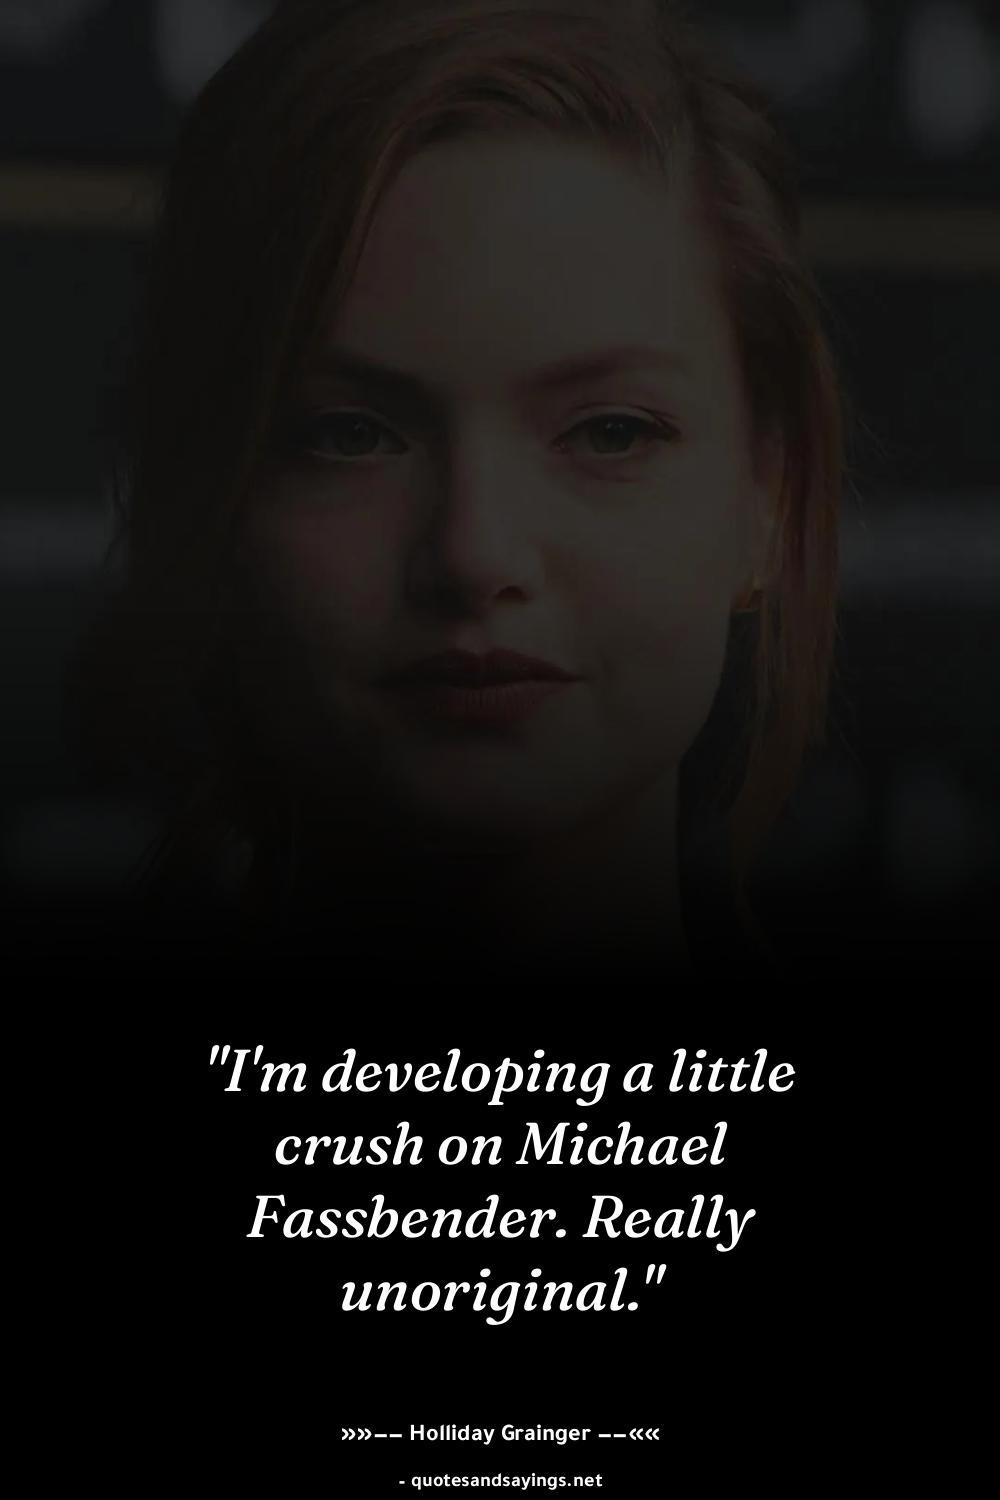 "I'm developing a little
crush on Michael
Fassbender. Really
unoriginal."
»»−− Holliday Grainger −−««
- quotesandsayings.net